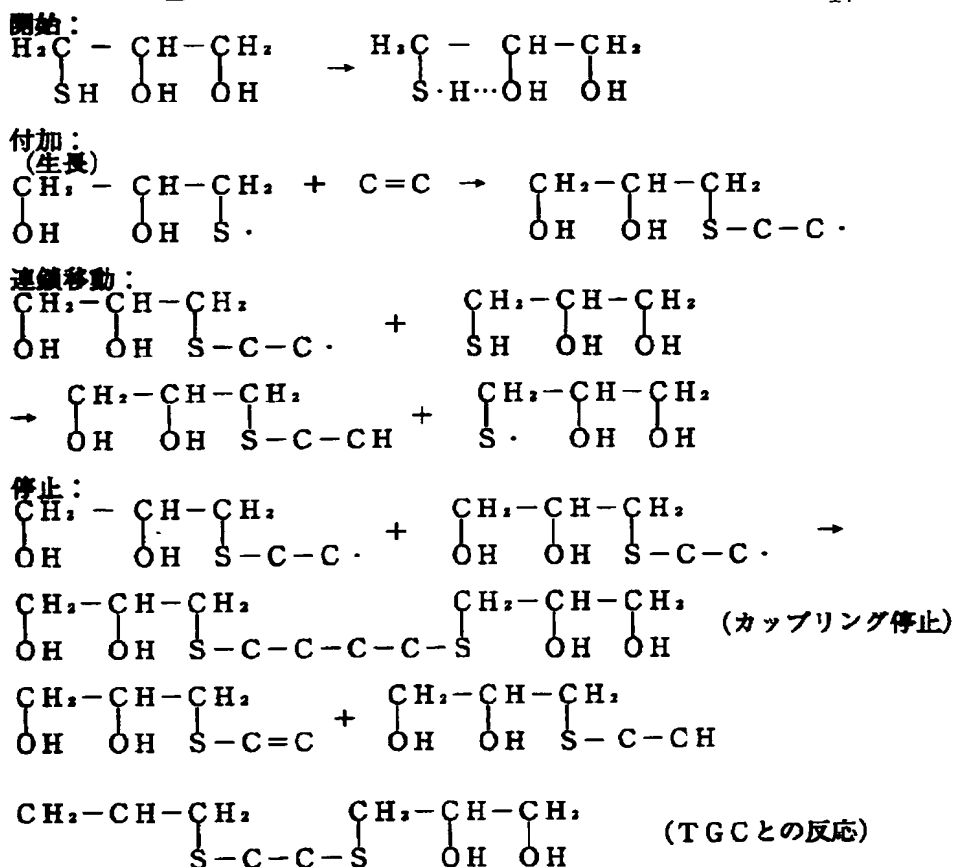 開始:
H₂C - CH-CH₂ → H₂C - CH-CH₂
SH OH OH S·H…OH OH
付加:
(生長)
CH₂ - CH-CH₂ + C=C → CH₂-CH-CH₂
OH OH S· OH OH S-C-C·
連鎖移動:
CH₂-CH-CH₂ + CH₂-CH-CH₂
OH OH S-C-C· SH OH OH
→ CH₂-CH-CH₂ + CH₂-CH-CH₂
OH OH S-C-CH S· OH OH
停止:
CH₂ - CH-CH₂ + CH₂-CH-CH₂ →
OH OH S-C-C· OH OH S-C-C·
CH₂-CH-CH₂ CH₂-CH-CH₂ (カップリング停止)
OH OH S-C-C-C-C-S OH OH
CH₂-CH-CH₂ + CH₂-CH-CH₂
OH OH S-C=C OH OH S-C-CH
CH₂-CH-CH₂ CH₂-CH-CH₂ (TGCとの反応)
S-C-C-S OH OH